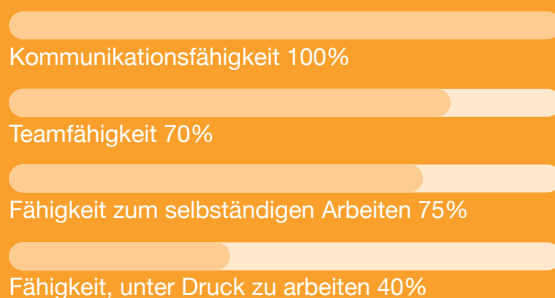 Kommunikationsfähigkeit 100%
Teamfähigkeit 70%
Fähigkeit zum selbständigen Arbeiten 75%
Fähigkeit, unter Druck zu arbeiten 40%